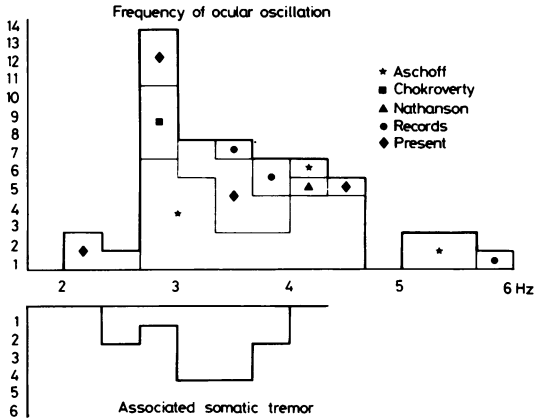 Frequency of ocular oscillation
14
13
12
11
10
9
8
7
6
5
4
3
2
1
★ Aschoff
■ Chokroverty
▲ Nathanson
● Records
◆ Present
2 3 4 5 6 Hz
1
2
3
4
5
6
Associated somatic tremor